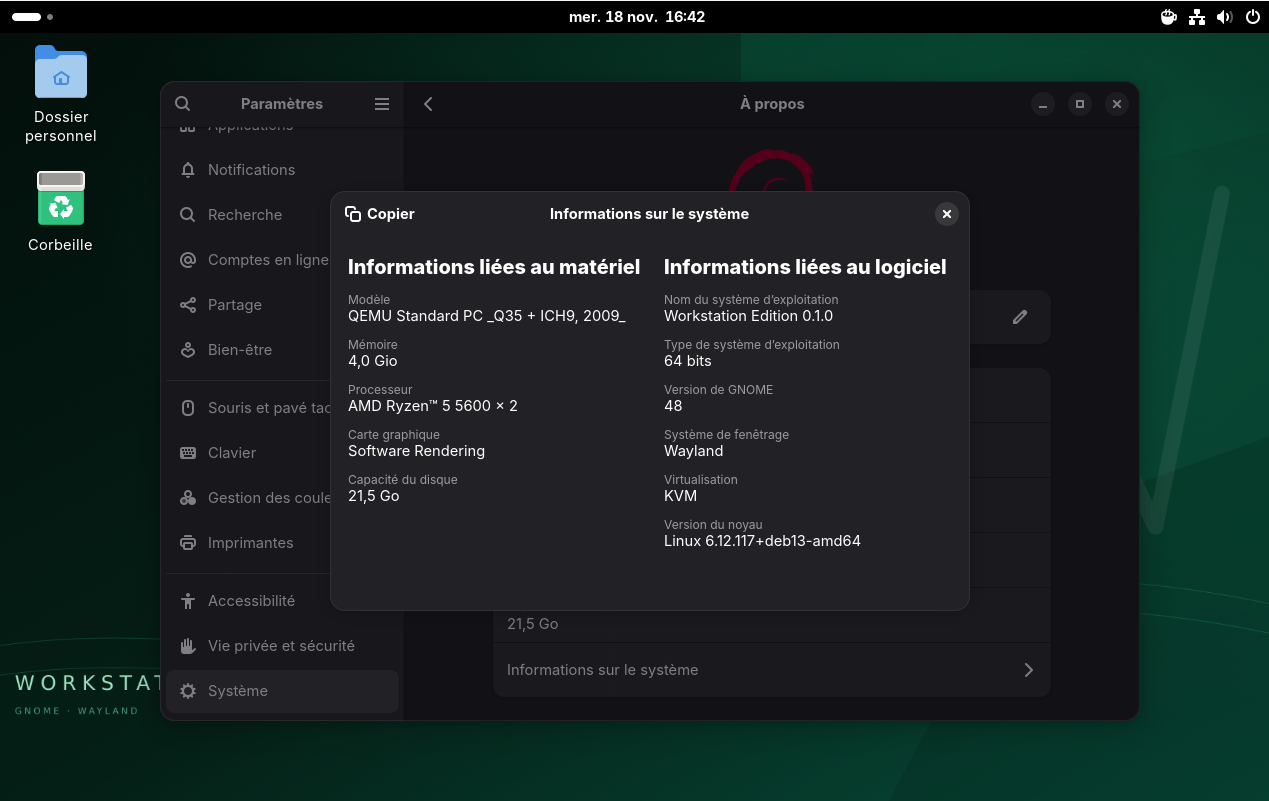 mer. 18 nov. 16:42
Dossier
personnel
Corbeille
Paramètres
À propos
Applications
Notifications
Recherche
Comptes en ligne
Partage
Bien-être
Souris et pavé tac
Clavier
Gestion des coule
Imprimantes
Accessibilité
Vie privée et sécurité
Système
Copier
Informations sur le système
Informations liées au matériel
Modèle
QEMU Standard PC _Q35 + ICH9, 2009_
Mémoire
4,0 Gio
Processeur
AMD Ryzen™ 5 5600 × 2
Carte graphique
Software Rendering
Capacité du disque
21,5 Go
Informations liées au logiciel
Nom du système d’exploitation
Workstation Edition 0.1.0
Type de système d’exploitation
64 bits
Version de GNOME
48
Système de fenêtrage
Wayland
Virtualisation
KVM
Version du noyau
Linux 6.12.117+deb13-amd64
21,5 Go
Informations sur le système
WORKSTAT
GNOME · WAYLAND